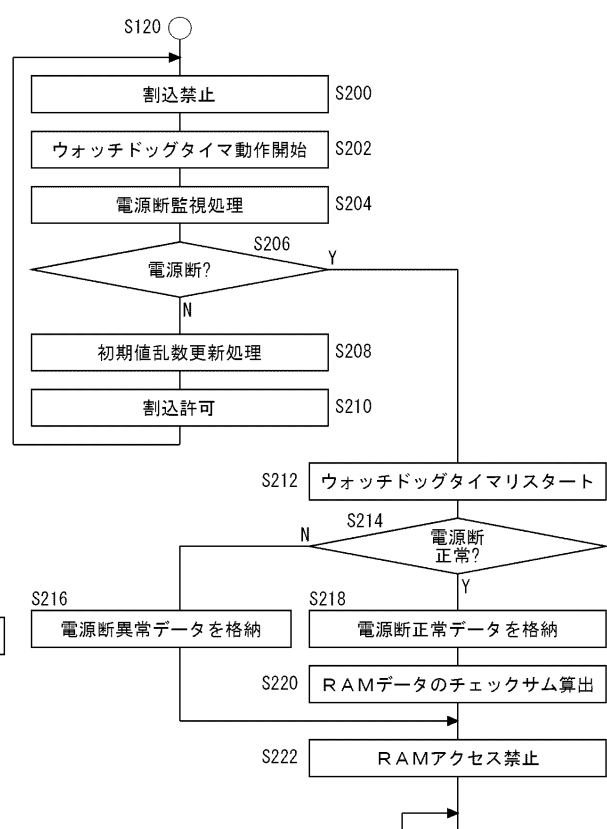 S120
割込禁止 S200
ウォッチドッグタイマ動作開始 S202
電源断監視処理 S204
S206
電源断?
Y
N
初期値乱数更新処理 S208
割込許可 S210
S212 ウォッチドッグタイマリスタート
S214
電源断
正常?
N
Y
S216
電源断異常データを格納
S218
電源断正常データを格納
S220 RAMデータのチェックサム算出
S222 RAMアクセス禁止